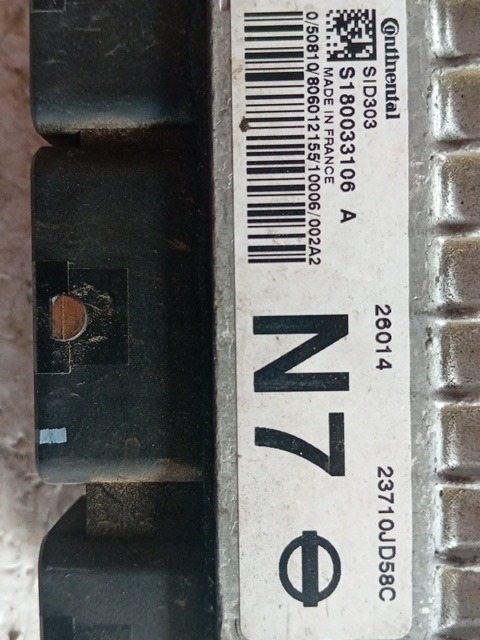 Continental
SID303
S180033106 A
MADE IN FRANCE
0/50810/806012155/10006/002A2
26014
23710JD58C
N7